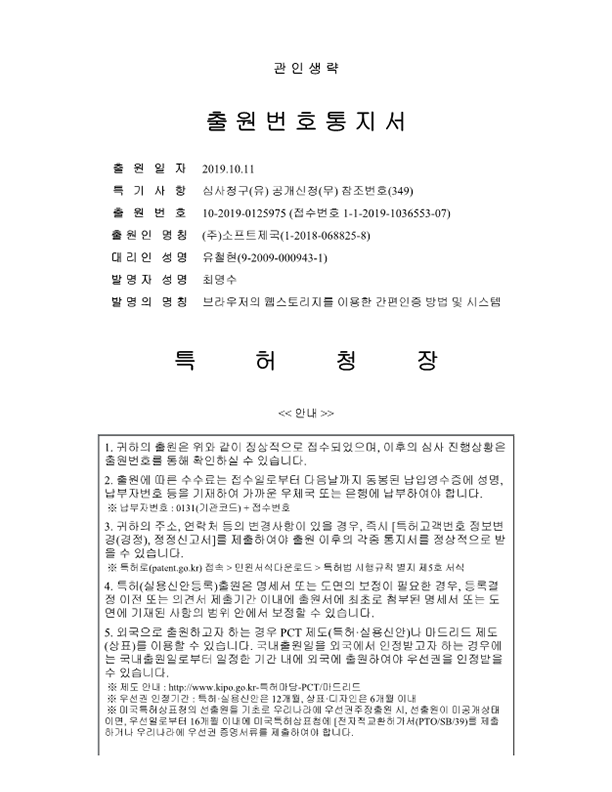 관 인 생 략
출 원 번 호 통 지 서
출 원 일 자 2019.10.11
특 기 사 항 심사청구(유) 공개신청(무) 참조번호(349)
출 원 번 호 10-2019-0125975 (접수번호 1-1-2019-1036553-07)
출 원 인 명 칭 (주)소프트제국(1-2018-068825-8)
대 리 인 성 명 유철현(9-2009-000943-1)
발 명 자 성 명 최명수
발 명 의 명 칭 브라우저의 웹스토리지를 이용한 간편인증 방법 및 시스템
특 허 청 장
<< 안내 >>
1. 귀하의 출원은 위와 같이 정상적으로 접수되었으며, 이후의 심사 진행상황은
출원번호를 통해 확인하실 수 있습니다.
2. 출원에 따른 수수료는 접수일로부터 다음날까지 동봉된 납입영수증에 성명,
납부자번호 등을 기재하여 가까운 우체국 또는 은행에 납부하여야 합니다.
※ 납부자번호 : 0131(기관코드) + 접수번호
3. 귀하의 주소, 연락처 등의 변경사항이 있을 경우, 즉시 [특허고객번호 정보변
경(경정), 정정신고서]를 제출하여야 출원 이후의 각종 통지서를 정상적으로 받
을 수 있습니다.
※ 특허로(patent.go.kr) 접속 > 민원서식다운로드 > 특허법 시행규칙 별지 제5호 서식
4. 특허(실용신안등록)출원은 명세서 또는 도면의 보정이 필요한 경우, 등록결
정 이전 또는 의견서 제출기간 이내에 출원서에 최초로 첨부된 명세서 또는 도
면에 기재된 사항의 범위 안에서 보정할 수 있습니다.
5. 외국으로 출원하고자 하는 경우 PCT 제도(특허·실용신안)나 마드리드 제도
(상표)를 이용할 수 있습니다. 국내출원일을 외국에서 인정받고자 하는 경우에
는 국내출원일로부터 일정한 기간 내에 외국에 출원하여야 우선권을 인정받을
수 있습니다.
※ 제도 안내 : http://www.kipo.go.kr-특허마당-PCT/마드리드
※ 우선권 인정기간 : 특허·실용신안은 12개월, 상표·디자인은 6개월 이내
※ 미국특허상표청의 선출원을 기초로 우리나라에 우선권주장출원 시, 선출원이 미공개상태
이면, 우선일로부터 16개월 이내에 미국특허상표청에 [전자적교환허가서(PTO/SB/39)를 제출
하거나 우리나라에 우선권 증명서류를 제출하여야 합니다.